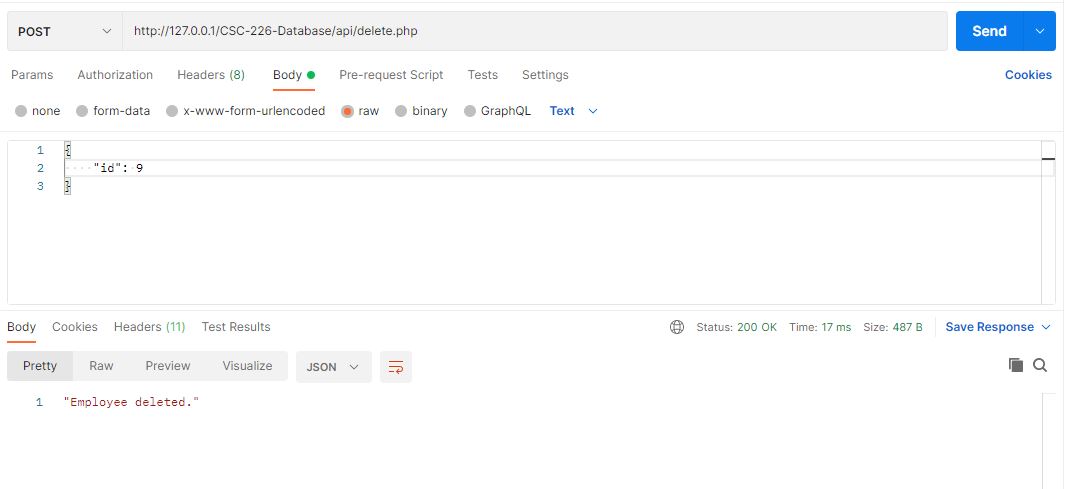 POST http://127.0.0.1/CSC-226-Database/api/delete.php Send
Params Authorization Headers (8) Body Pre-request Script Tests Settings Cookies
none form-data x-www-form-urlencoded raw binary GraphQL Text
1 {
2 "id": 9
3 }
Body Cookies Headers (11) Test Results Status: 200 OK Time: 17 ms Size: 487 B Save Response
Pretty Raw Preview Visualize JSON
1 "Employee deleted."